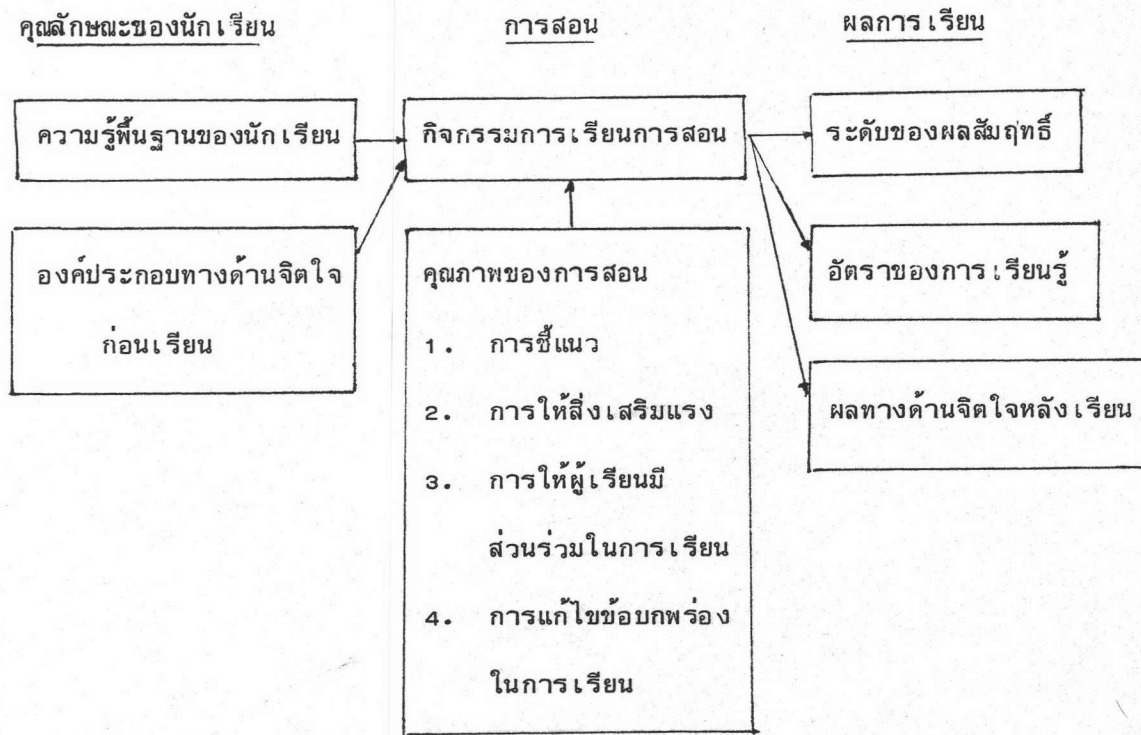 คุณลักษณะของนักเรียน
การสอน
ผลการเรียน
ความรู้พื้นฐานของนักเรียน
กิจกรรมการเรียนการสอน
ระดับของผลสัมฤทธิ์
องค์ประกอบทางด้านจิตใจ
ก่อนเรียน
คุณภาพของการสอน
1. การชี้แนว
2. การให้สิ่งเสริมแรง
3. การให้ผู้เรียนมี
ส่วนร่วมในการเรียน
4. การแก้ไขข้อบกพร่อง
ในการเรียน
อัตราของการเรียนรู้
ผลทางด้านจิตใจหลังเรียน